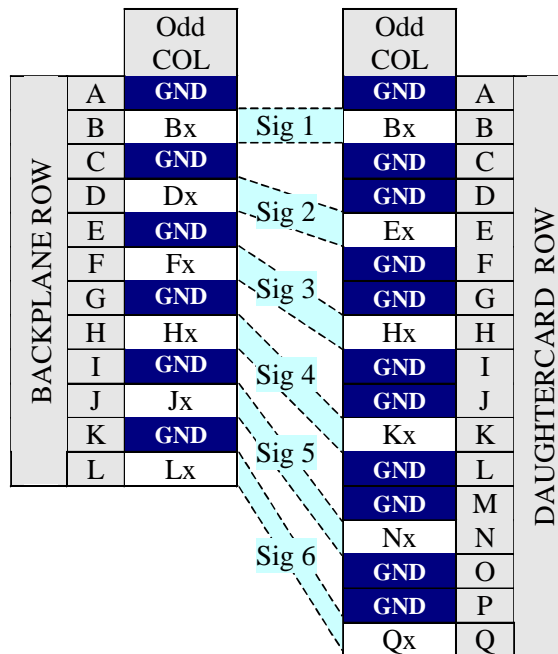 Odd
COL
Odd
COL
A GND GND A
B Bx Sig 1 Bx B
C GND GND C
D Dx GND D
Sig 2
E GND Ex E
F Fx GND F
G GND Sig 3 GND G
H Hx Hx H
I GND Sig 4 GND I
J Jx GND J
K GND Kx K
L Lx Sig 5 GND L
GND M
Nx N
Sig 6
GND O
GND P
Qx Q
BACKPLANE ROW
DAUGHTERCARD ROW